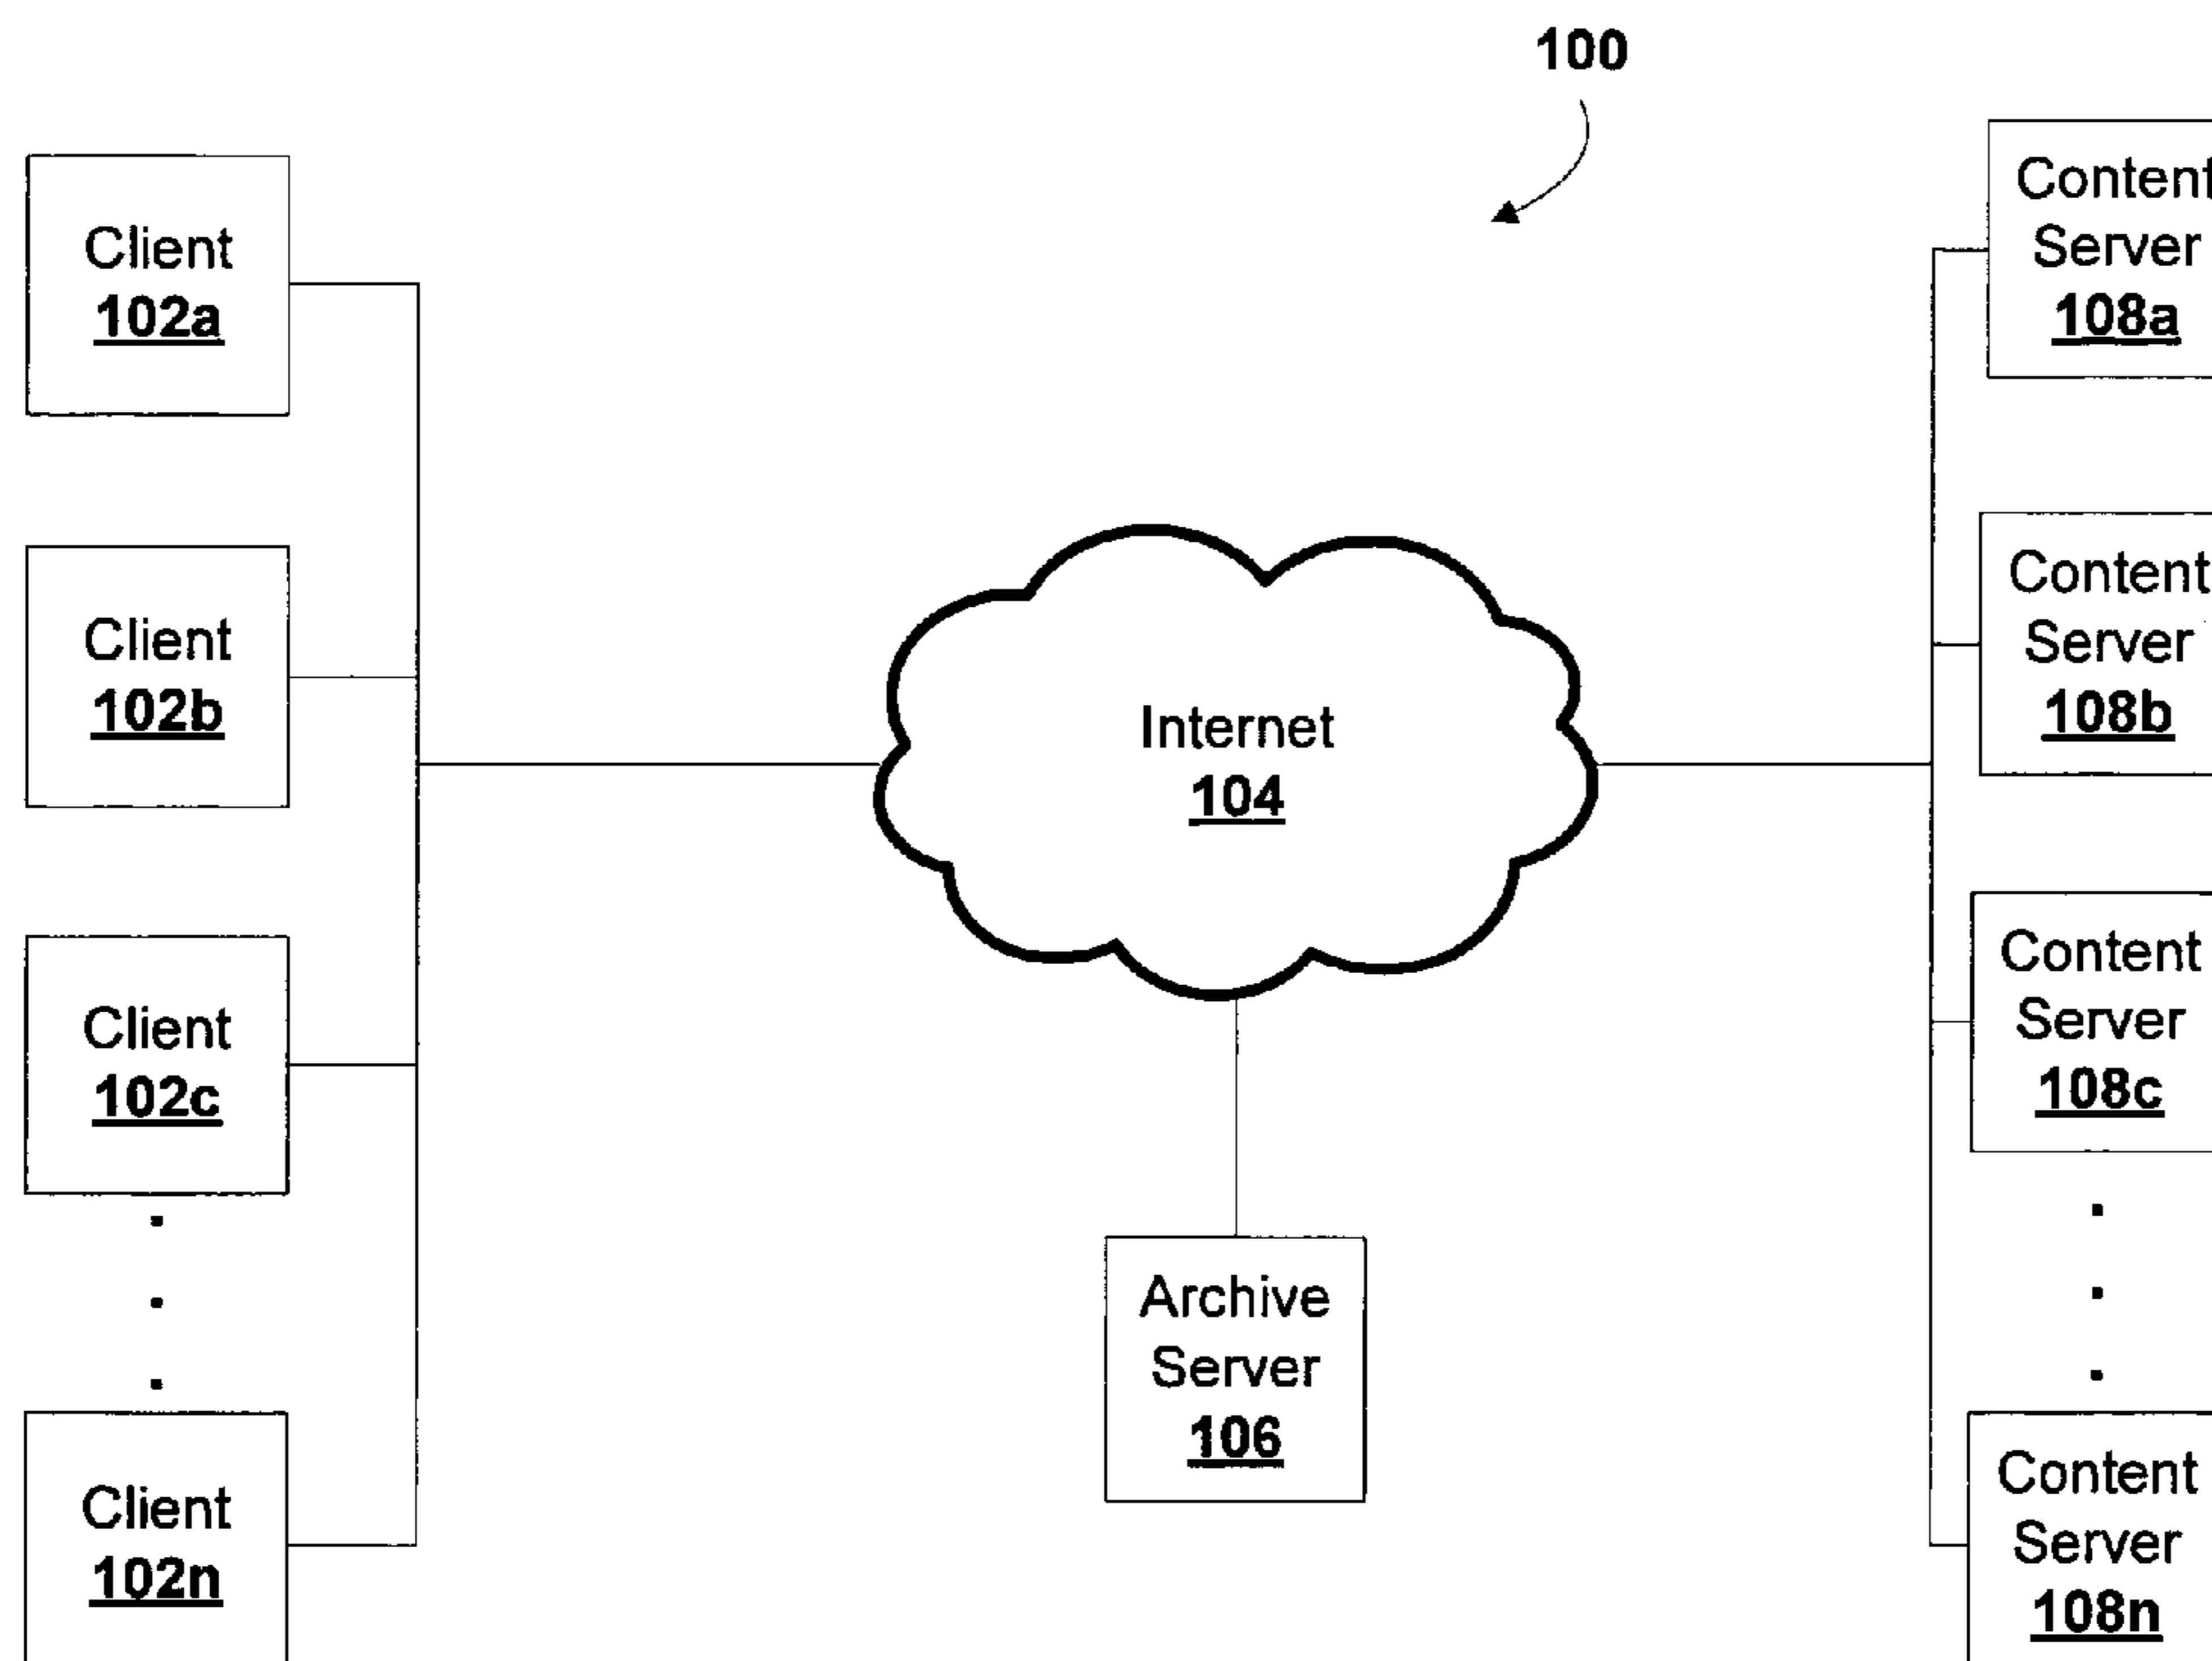 100
Client
102a
Client
102b
Client
102c
Client
102n
Internet
104
Archive
Server
106
Content
Server
108a
Content
Server
108b
Content
Server
108c
Content
Server
108n